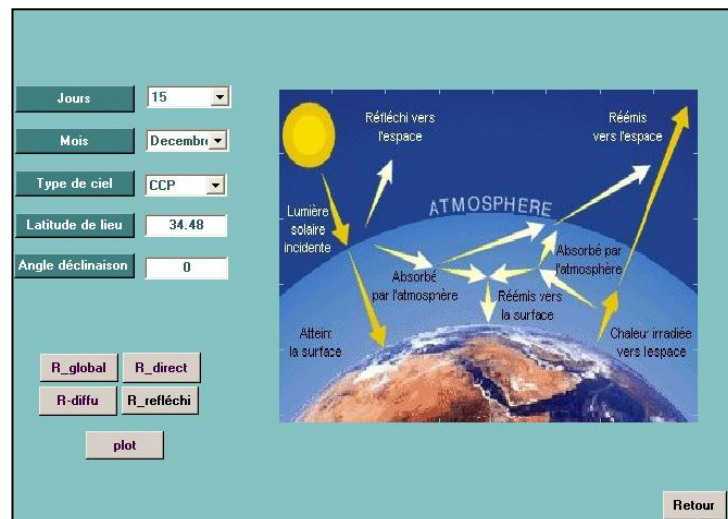 Jours
15
Mois
Decembre
Type de ciel
CCP
Latitude de lieu
34.48
Angle déclinaison
0
R_global
R_direct
R-diffu
R_refléchi
plot
Réfléchi vers
l'espace
Réémis
vers l'espace
ATMOSPHERE
Lumière
solaire
incidente
Absorbé
par l'atmosphère
Absorbé par
l'atmosphère
Réémis vers
la surface
Atteint
la surface
Chaleur irradiée
vers lespace
Retour